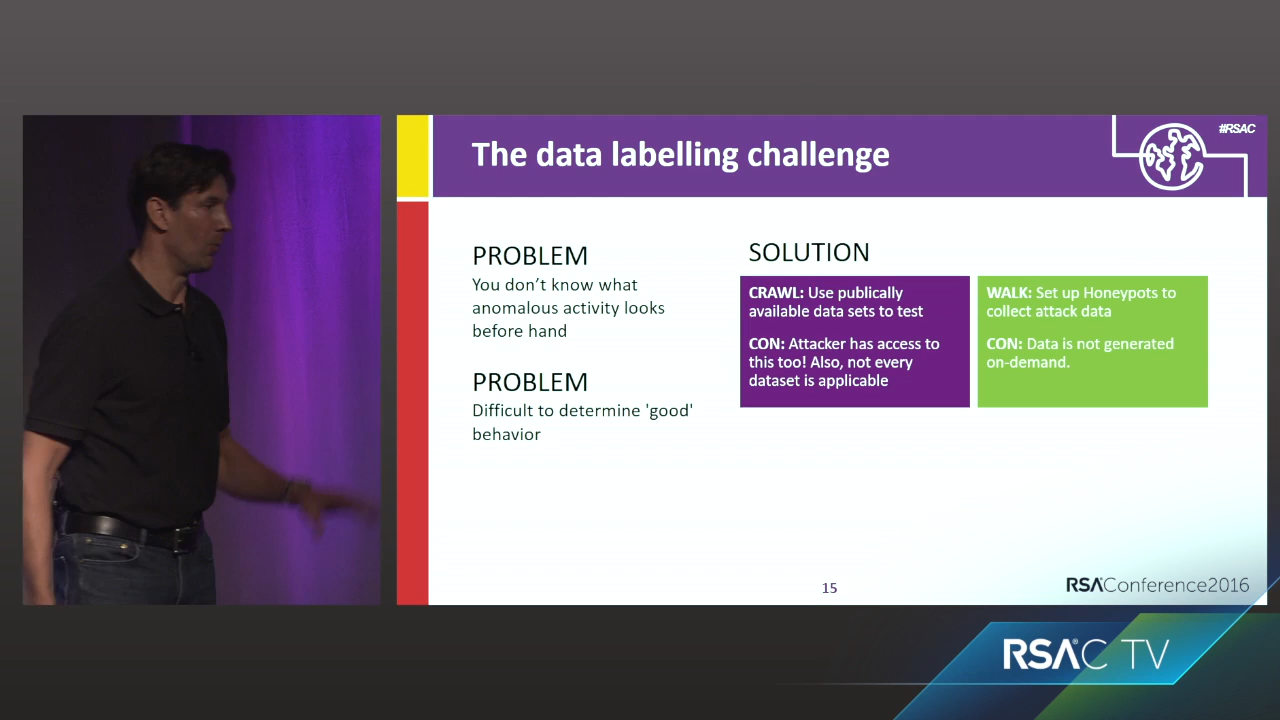 The data labelling challenge
#RSAC
PROBLEM
You don’t know what
anomalous activity looks
before hand
PROBLEM
Difficult to determine 'good'
behavior
SOLUTION
CRAWL: Use publically
available data sets to test
CON: Attacker has access to
this too! Also, not every
dataset is applicable
WALK: Set up Honeypots to
collect attack data
CON: Data is not generated
on-demand.
15
RSAConference2016
RSAC TV